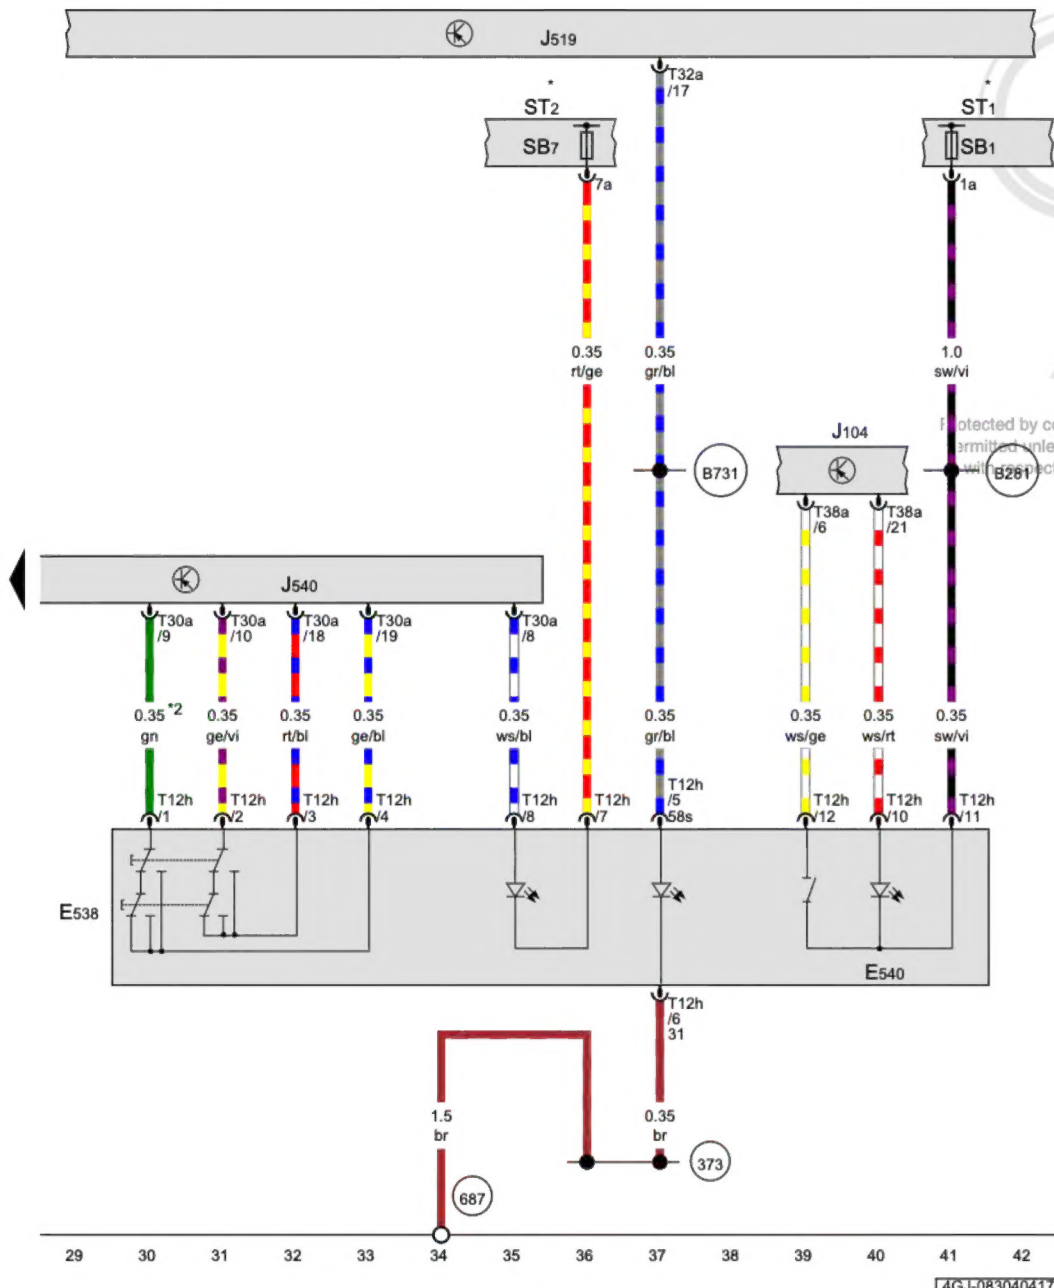 J519
T32a
/17
*
ST2
SB7
7a
*
ST1
SB1
1a
0.35
rt/ge
0.35
gr/bl
1.0
sw/vi
B731
J104
B281
T38a
/6
T38a
/21
J540
T30a
/9
T30a
/10
T30a
/18
T30a
/19
T30a
/8
0.35 *2
gn
0.35
ge/vi
0.35
rt/bl
0.35
ge/bl
0.35
ws/bl
0.35
gr/bl
0.35
ws/ge
0.35
ws/rt
0.35
sw/vi
T12h
/1
T12h
/2
T12h
/3
T12h
/4
T12h
/8
T12h
/7
T12h
/5
58s
T12h
/12
T12h
/10
T12h
/11
E538
E540
T12h
/6
31
1.5
br
0.35
br
373
687
29 30 31 32 33 34 35 36 37 38 39 40 41 42
with respect